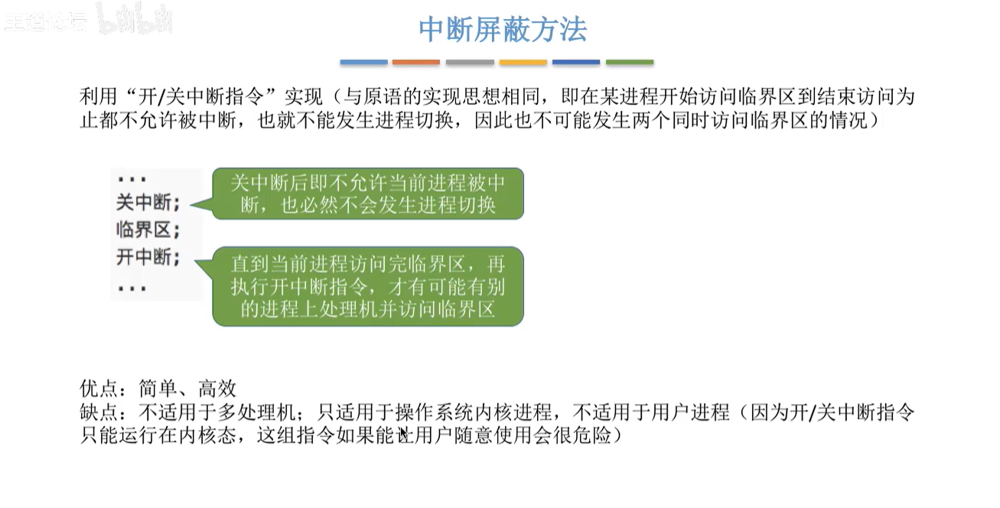 王道论坛 bilibili
中断屏蔽方法
利用“开/关中断指令”实现（与原语的实现思想相同，即在某进程开始访问临界区到结束访问为
止都不允许被中断，也就不能发生进程切换，因此也不可能发生两个同时访问临界区的情况）
...
关中断;
临界区;
开中断;
...
关中断后即不允许当前进程被中
断，也必然不会发生进程切换
直到当前进程访问完临界区，再
执行开中断指令，才有可能有别
的进程上处理机并访问临界区
优点：简单、高效
缺点：不适用于多处理机；只适用于操作系统内核进程，不适用于用户进程（因为开/关中断指令
只能运行在内核态，这组指令如果能让用户随意使用会很危险）